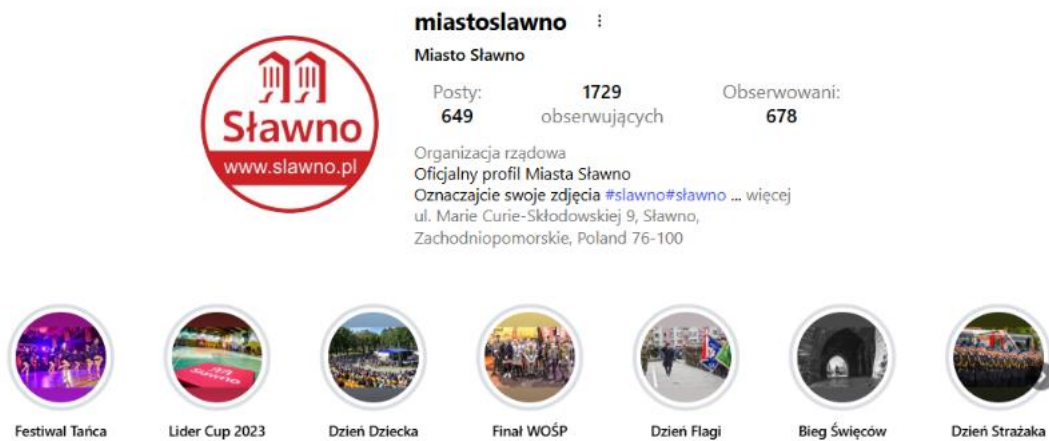 miastoslawno
Miasto Sławno
Posty: 649
1729 obserwujących
Obserwowani: 678
Organizacja rządowa
Oficjalny profil Miasta Sławno
Oznaczajcie swoje zdjęcia #slawno#sławno ... więcej
ul. Marie Curie-Skłodowskiej 9, Sławno,
Zachodniopomorskie, Poland 76-100
Sławno
www.slawno.pl
Sławno
Festiwal Tańca
Lider Cup 2023
Dzień Dziecka
Finał WOŚP
Dzień Flagi
Bieg Święców
Dzień Strażaka